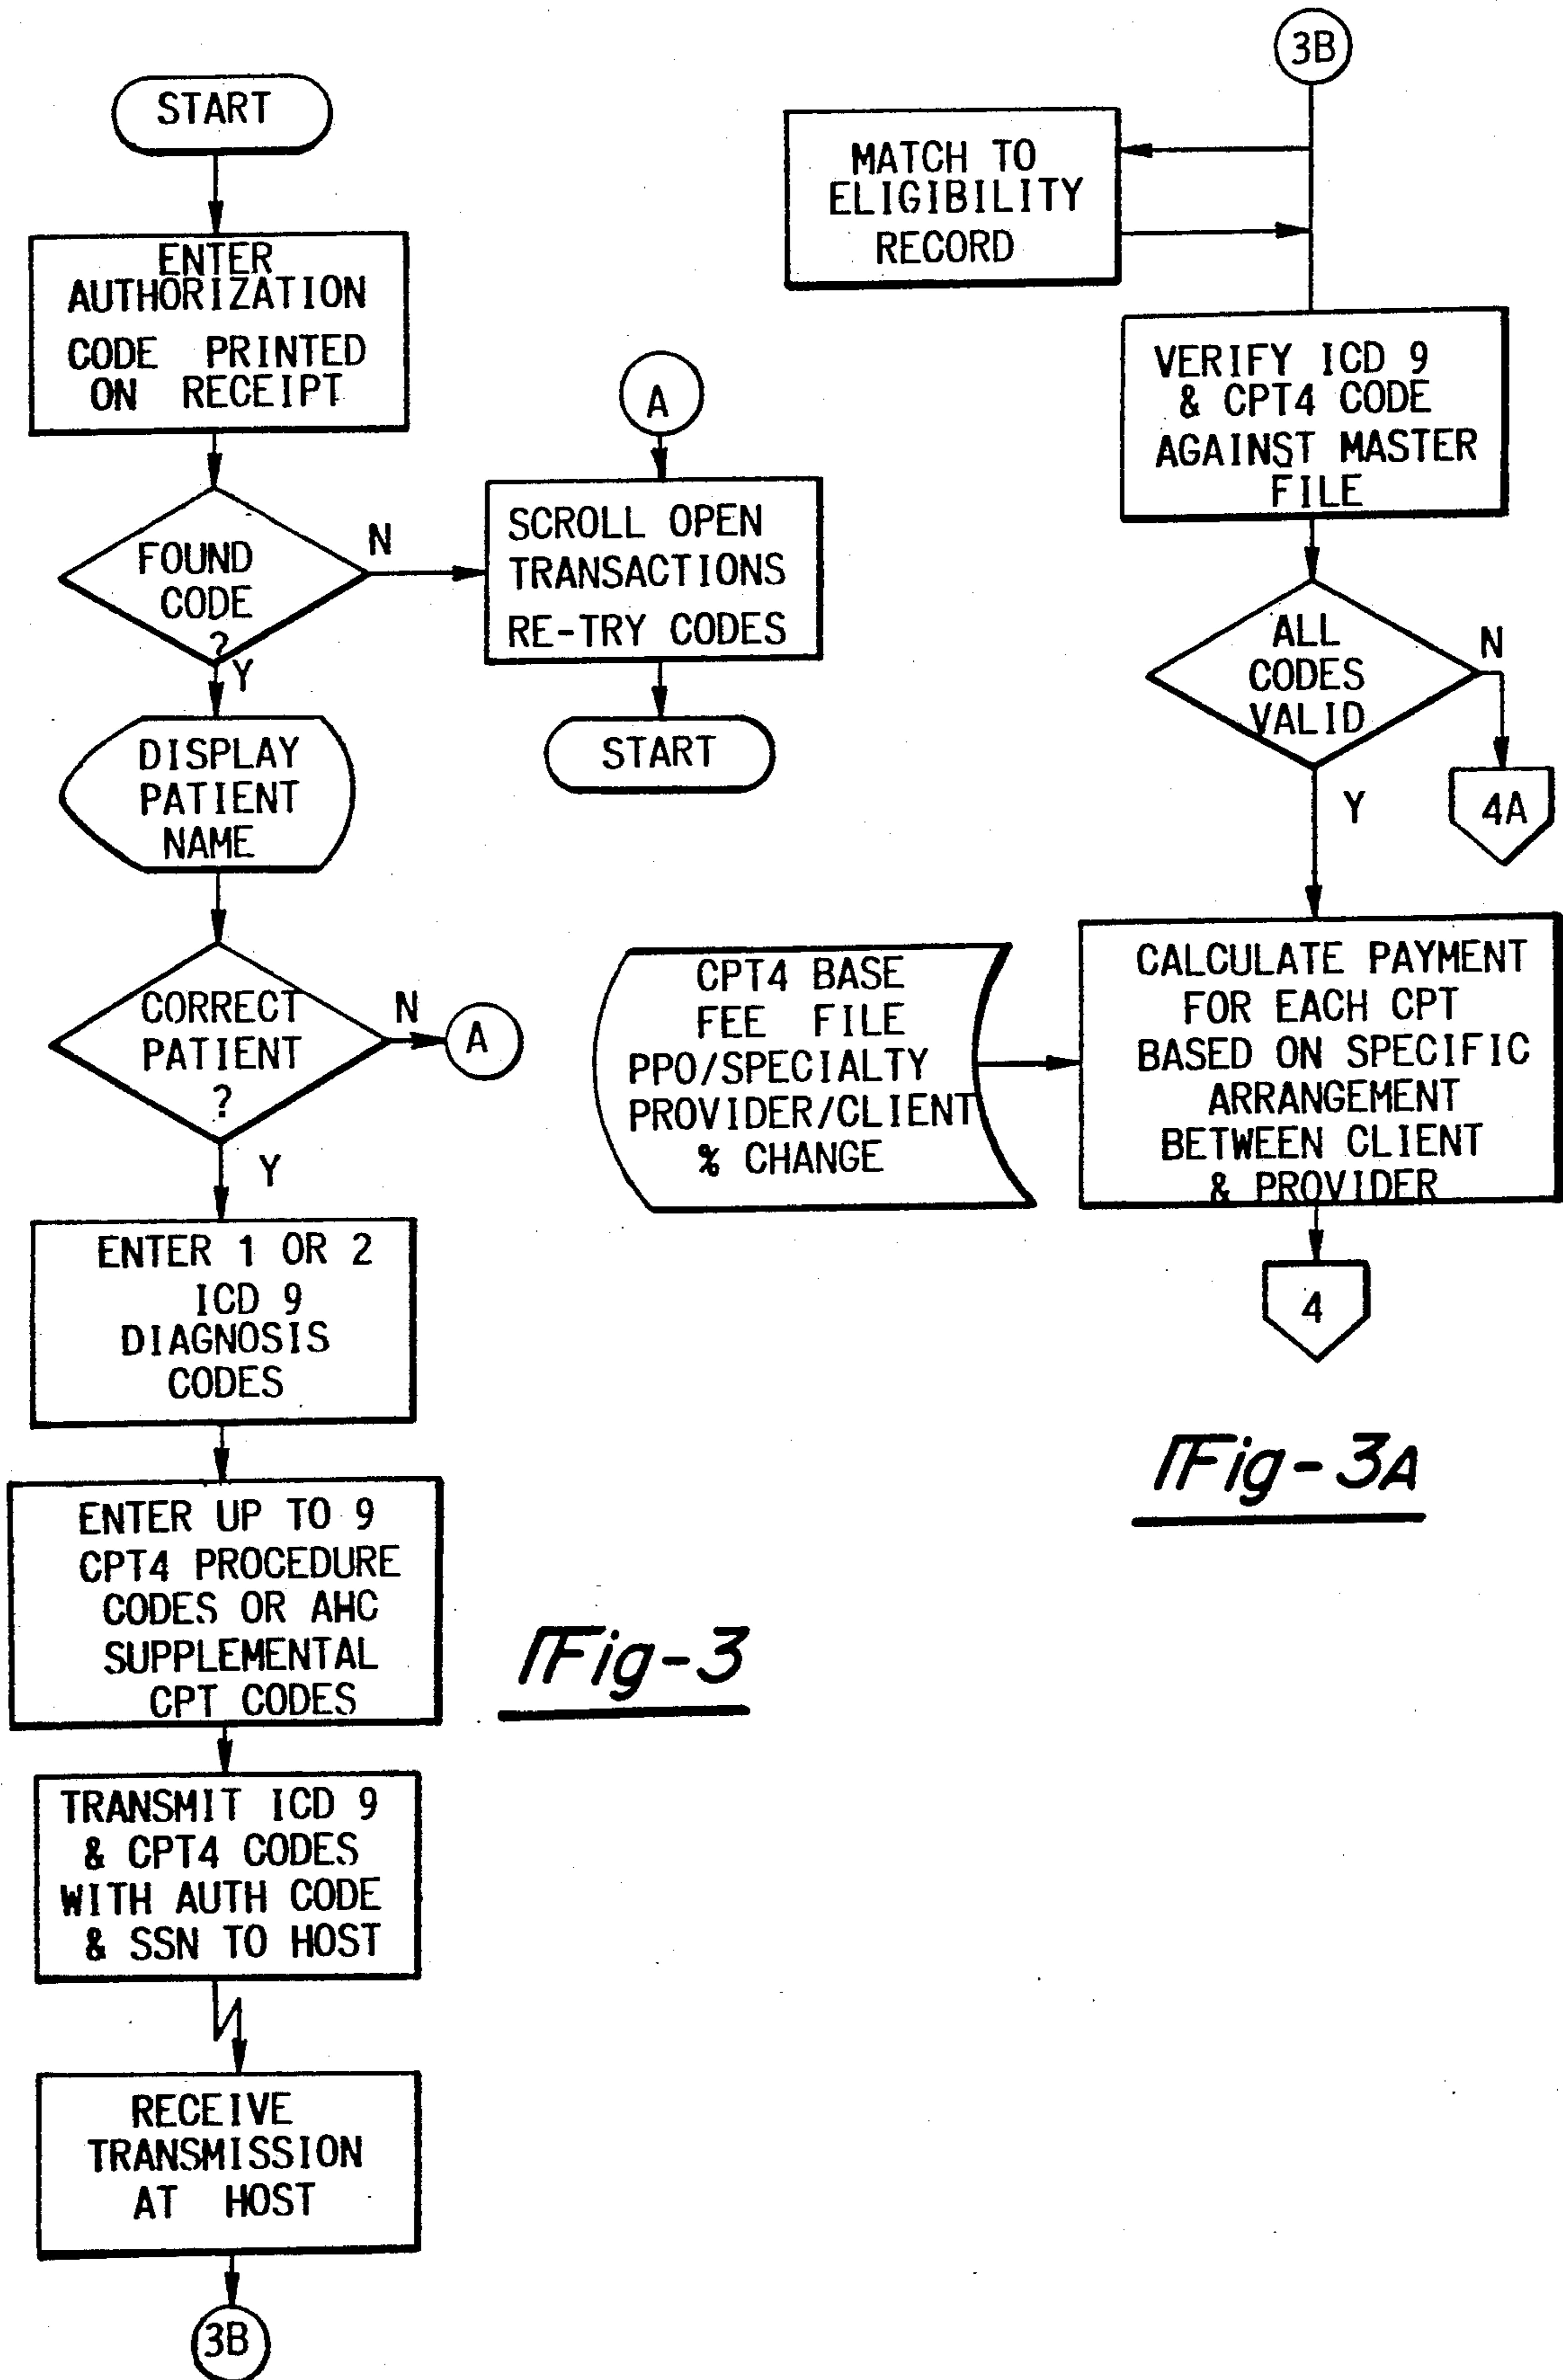 START
ENTER
AUTHORIZATION
CODE PRINTED
ON RECEIPT
FOUND
CODE
?
N
Y
A
SCROLL OPEN
TRANSACTIONS
RE-TRY CODES
START
DISPLAY
PATIENT
NAME
CORRECT
PATIENT
?
N
A
Y
ENTER 1 OR 2
ICD 9
DIAGNOSIS
CODES
ENTER UP TO 9
CPT4 PROCEDURE
CODES OR AHC
SUPPLEMENTAL
CPT CODES
TRANSMIT ICD 9
& CPT4 CODES
WITH AUTH CODE
& SSN TO HOST
RECEIVE
TRANSMISSION
AT HOST
3B
Fig-3
3B
MATCH TO
ELIGIBILITY
RECORD
VERIFY ICD 9
& CPT4 CODE
AGAINST MASTER
FILE
ALL
CODES
VALID
N
4A
Y
CPT4 BASE
FEE FILE
PPO/SPECIALTY
PROVIDER/CLIENT
% CHANGE
CALCULATE PAYMENT
FOR EACH CPT
BASED ON SPECIFIC
ARRANGEMENT
BETWEEN CLIENT
& PROVIDER
4
Fig-3A